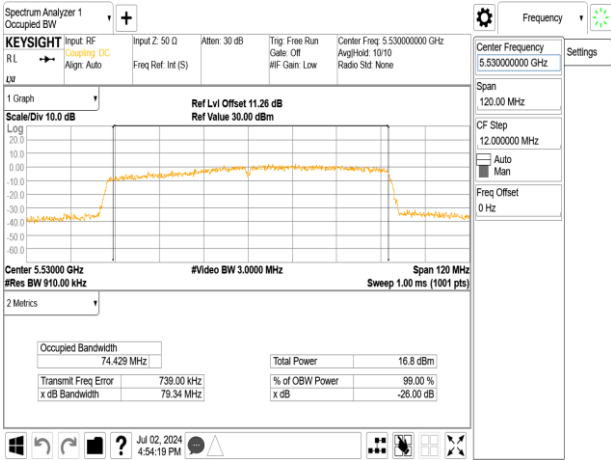 Spectrum Analyzer 1
Occupied BW
Frequency
Settings
KEYSIGHT
Input: RF
Coupling: DC
Align: Auto
Input Z: 50 Ω
Freq Ref: Int (S)
Atten: 30 dB
Trig: Free Run
Gate: Off
#IF Gain: Low
Center Freq: 5.530000000 GHz
Avg|Hold: 10/10
Radio Std: None
RL
LXI
Center Frequency
5.530000000 GHz
Span
120.00 MHz
CF Step
12.000000 MHz
Auto
Man
Freq Offset
0 Hz
1 Graph
Scale/Div 10.0 dB
Ref Lvl Offset 11.26 dB
Ref Value 30.00 dBm
Log
20.0
10.0
0.00
-10.0
-20.0
-30.0
-40.0
-50.0
-60.0
Center 5.53000 GHz
#Video BW 3.0000 MHz
Span 120 MHz
#Res BW 910.00 kHz
Sweep 1.00 ms (1001 pts)
2 Metrics
Occupied Bandwidth
74.429 MHz
Total Power 16.8 dBm
Transmit Freq Error 739.00 kHz
% of OBW Power 99.00 %
x dB Bandwidth 79.34 MHz
x dB -26.00 dB
Jul 02, 2024
4:54:19 PM